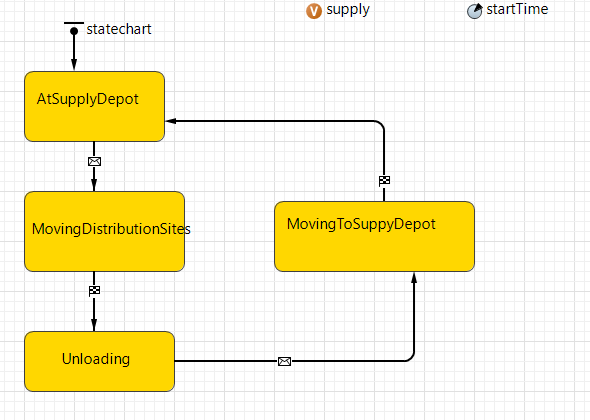 supply
startTime
statechart
AtSupplyDepot
MovingDistributionSites
MovingToSuppyDepot
Unloading